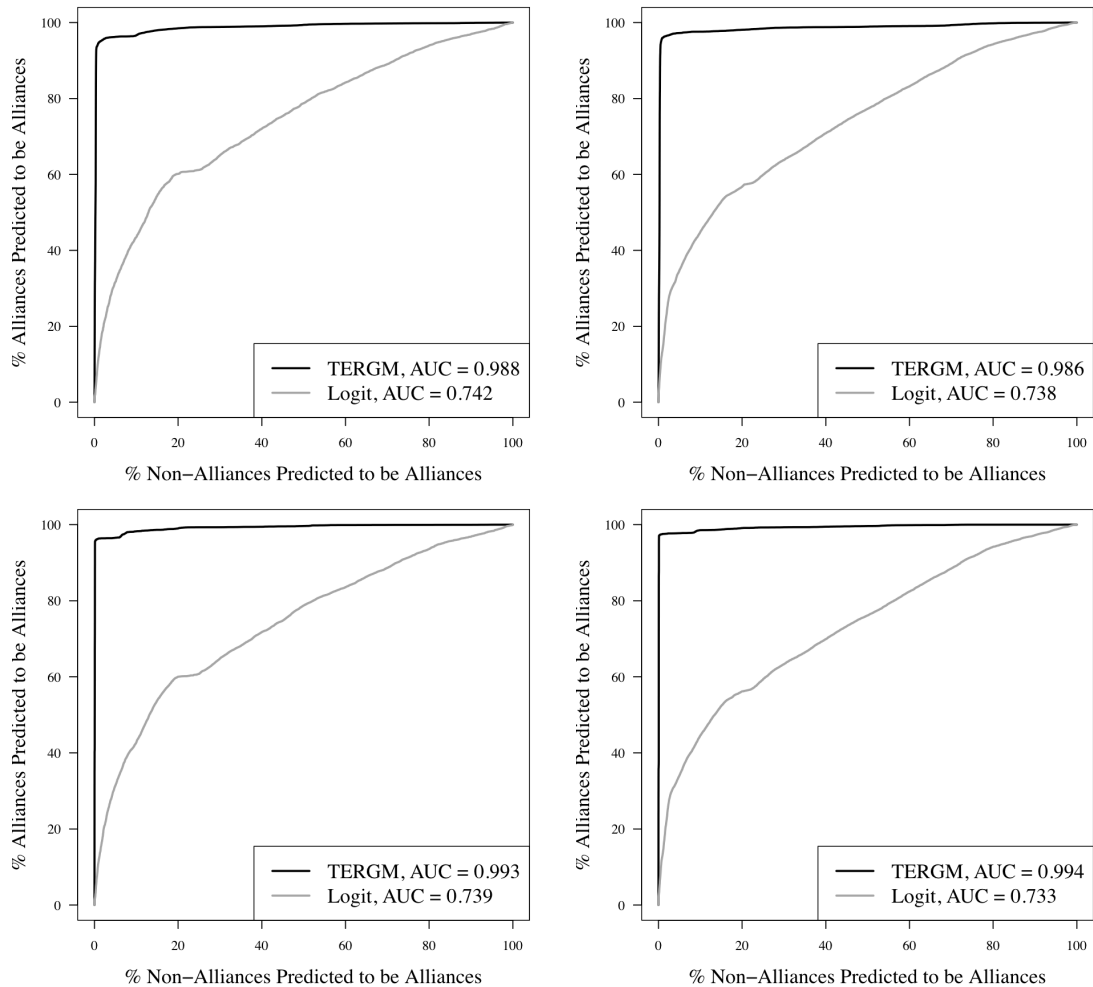 % Alliances Predicted to be Alliances
100
80
60
40
20
0
TERGM, AUC = 0.988
Logit, AUC = 0.742
0 20 40 60 80 100
% Non−Alliances Predicted to be Alliances
% Alliances Predicted to be Alliances
100
80
60
40
20
0
TERGM, AUC = 0.986
Logit, AUC = 0.738
0 20 40 60 80 100
% Non−Alliances Predicted to be Alliances
% Alliances Predicted to be Alliances
100
80
60
40
20
0
TERGM, AUC = 0.993
Logit, AUC = 0.739
0 20 40 60 80 100
% Non−Alliances Predicted to be Alliances
% Alliances Predicted to be Alliances
100
80
60
40
20
0
TERGM, AUC = 0.994
Logit, AUC = 0.733
0 20 40 60 80 100
% Non−Alliances Predicted to be Alliances